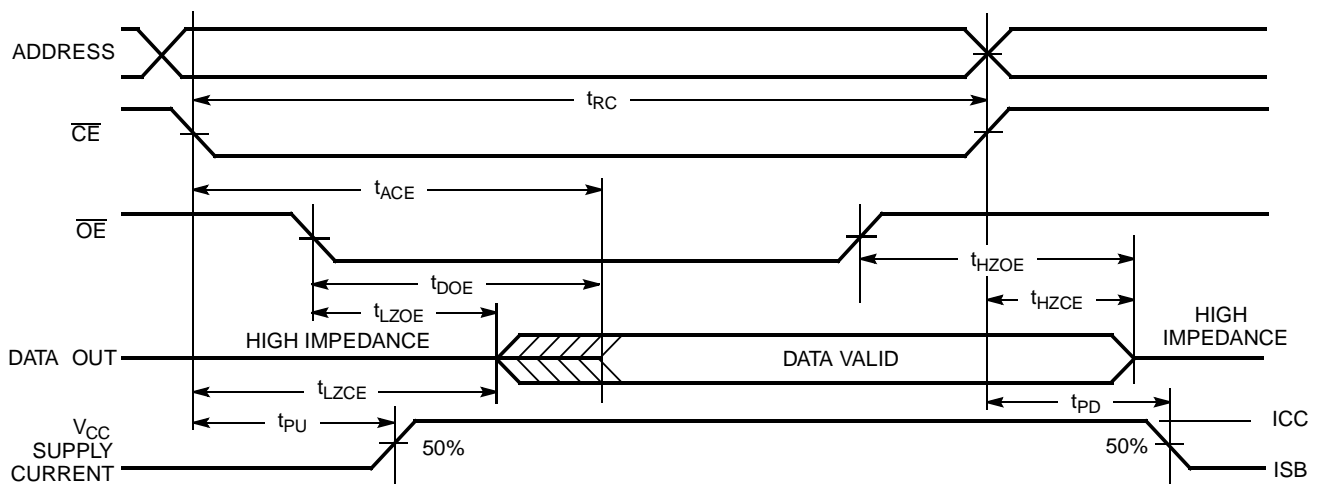 ADDRESS
tRC
CE
tACE
OE
tHZOE
tDOE
tHZCE
tLZOE
HIGH
IMPEDANCE
HIGH IMPEDANCE
DATA OUT
DATA VALID
tLZCE
tPD
tPU
VCC
SUPPLY
CURRENT
50%
50%
ICC
ISB